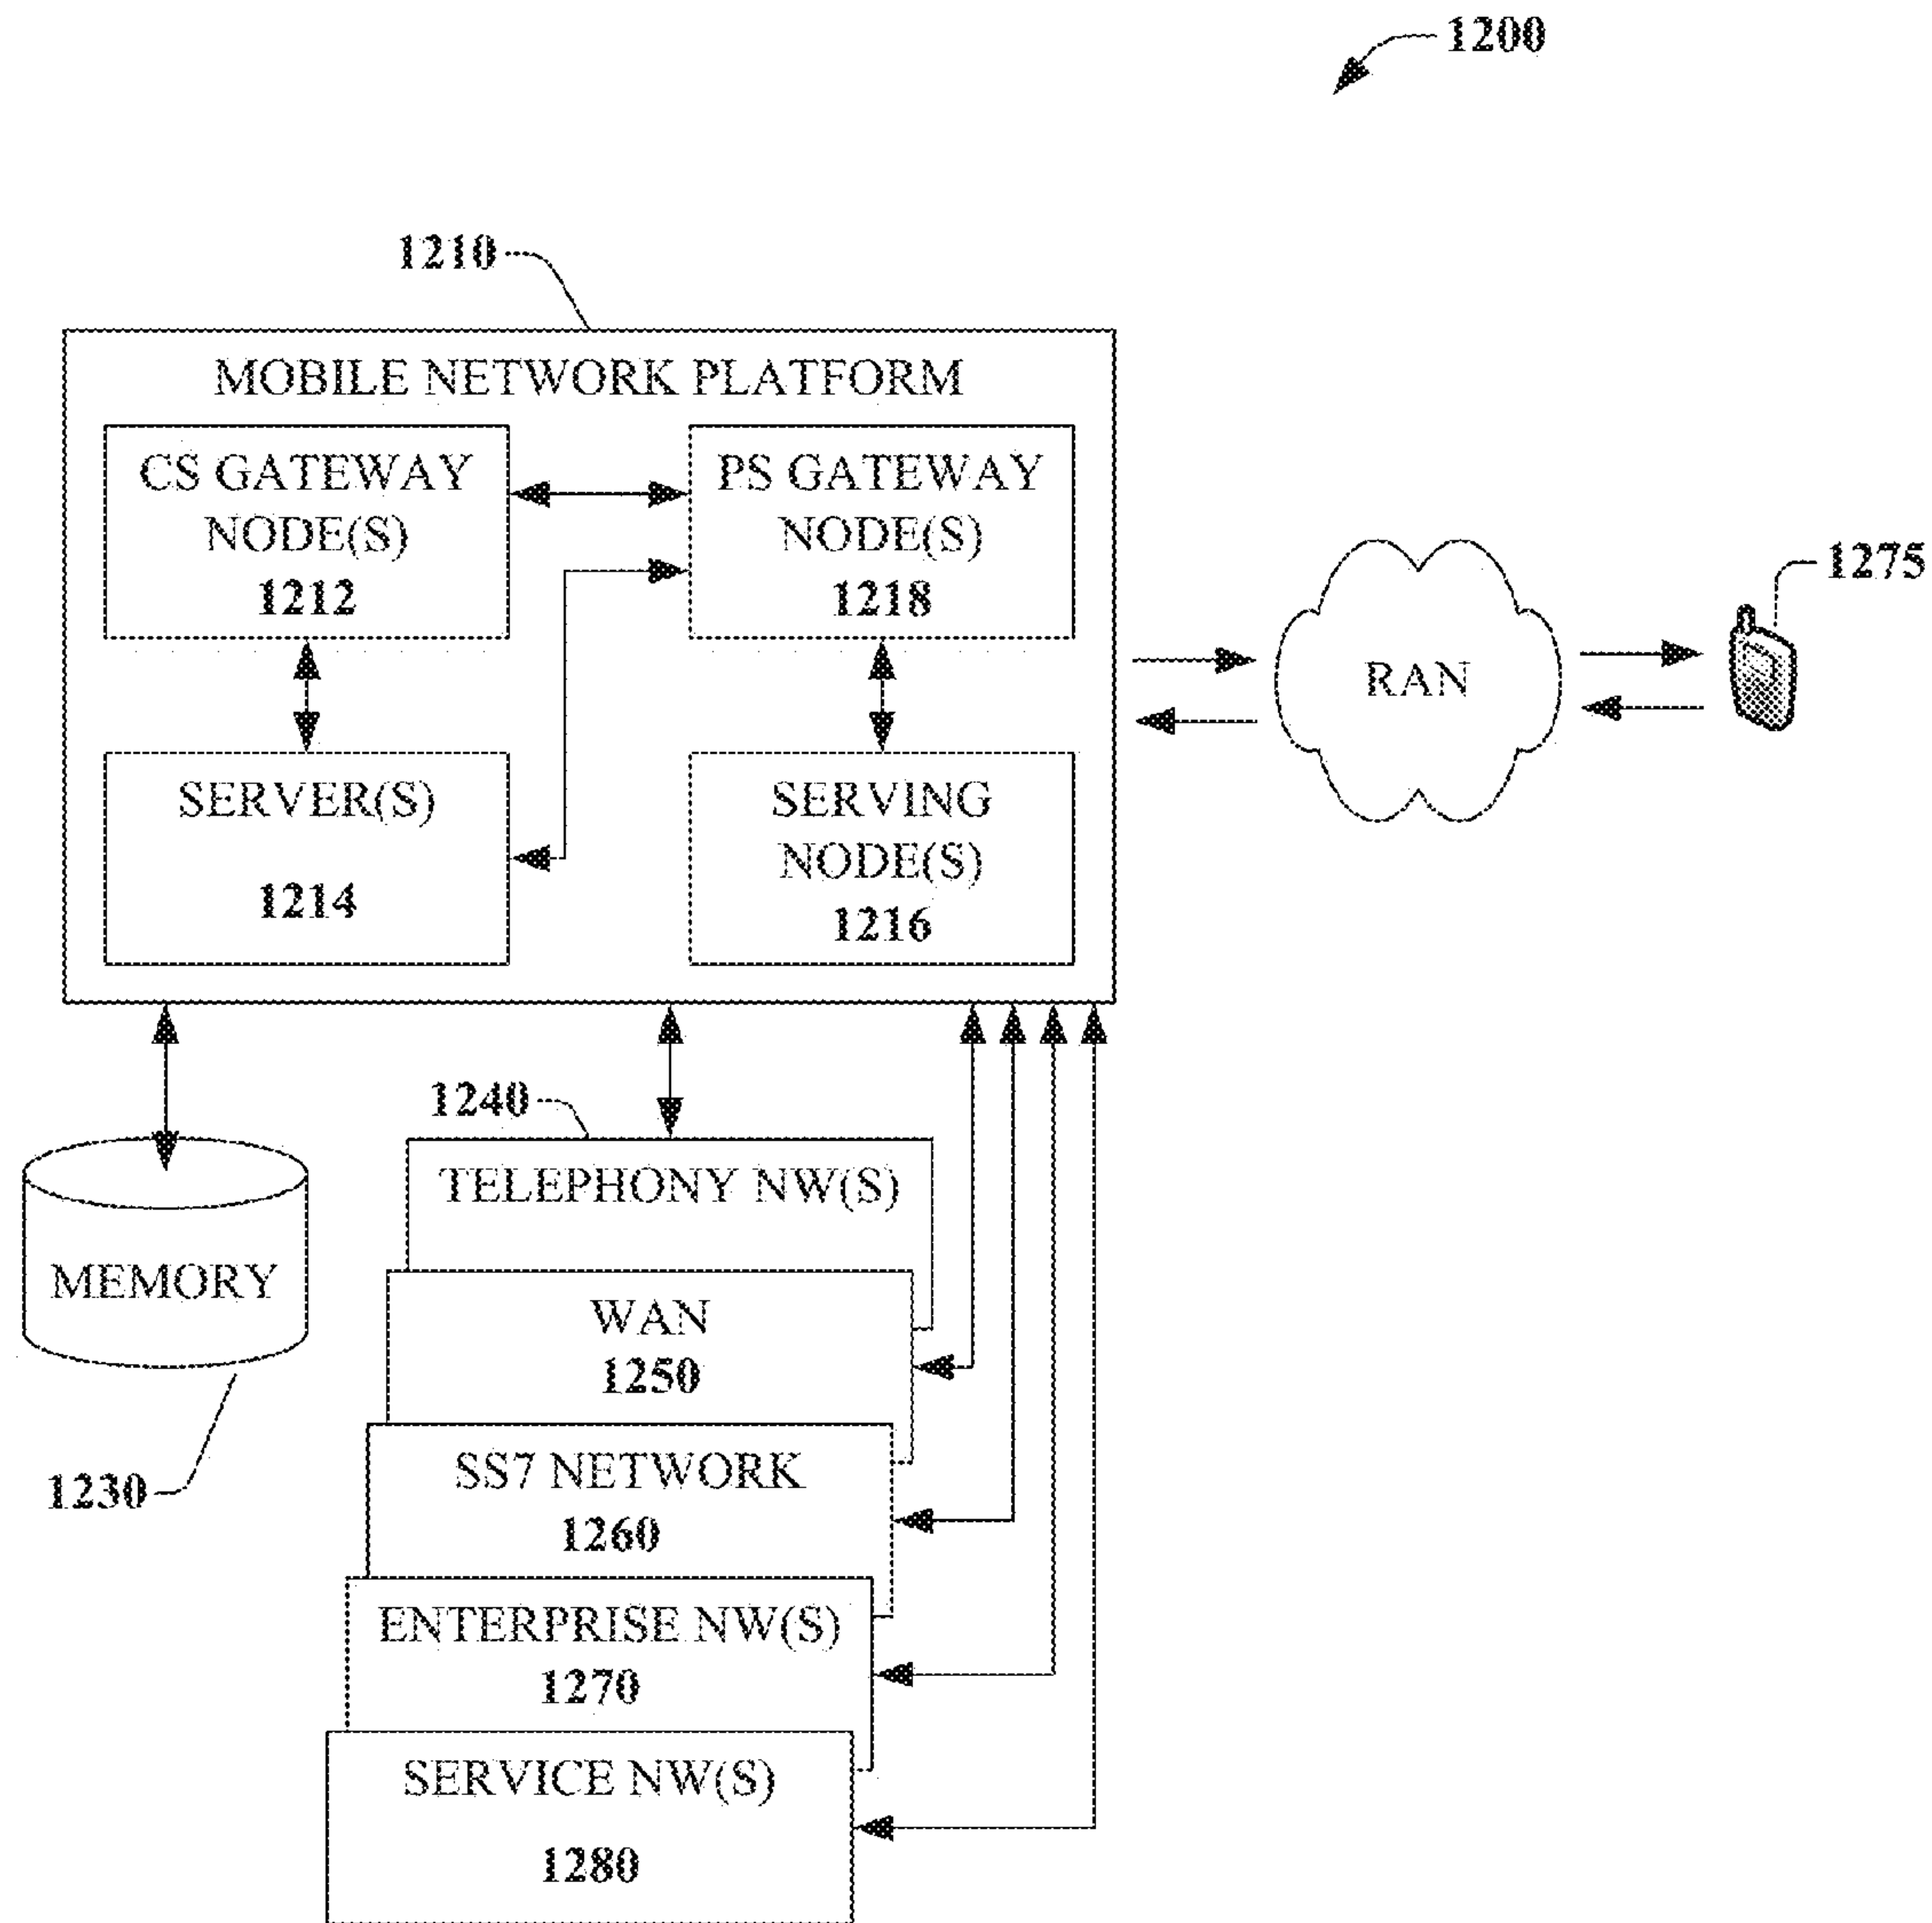 1200
1210
MOBILE NETWORK PLATFORM
CS GATEWAY
NODE(S)
1212
PS GATEWAY
NODE(S)
1218
SERVER(S)
1214
SERVING
NODE(S)
1216
RAN
1275
1240
TELEPHONY NW(S)
MEMORY
1230
WAN
1250
SS7 NETWORK
1260
ENTERPRISE NW(S)
1270
SERVICE NW(S)
1280